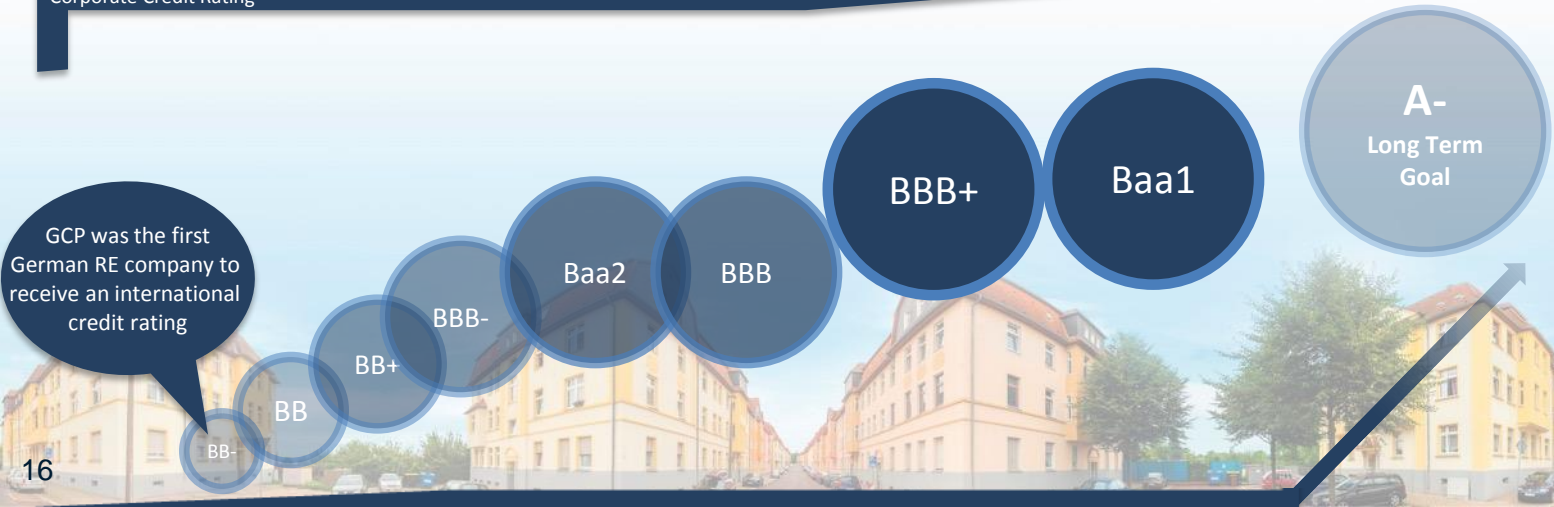 Corporate Credit Rating
A-
Long Term
Goal
BBB+
Baa1
Baa2
BBB
BBB-
BB+
BB
BB-
GCP was the first
German RE company to
receive an international
credit rating
16